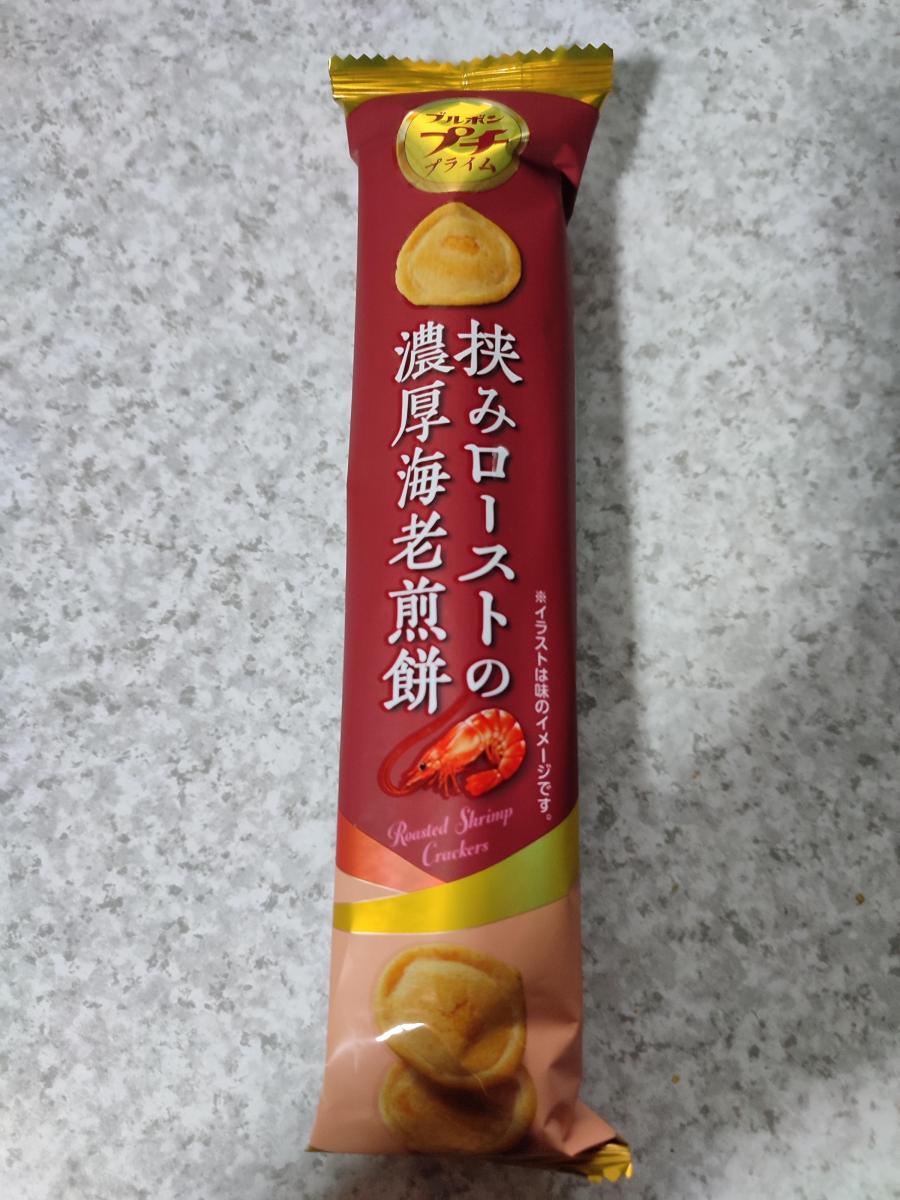 ブルボン
プチ
プライム
挟みローストの
濃厚海老煎餅
※イラストは味のイメージです。
Roasted Shrimp
Crackers